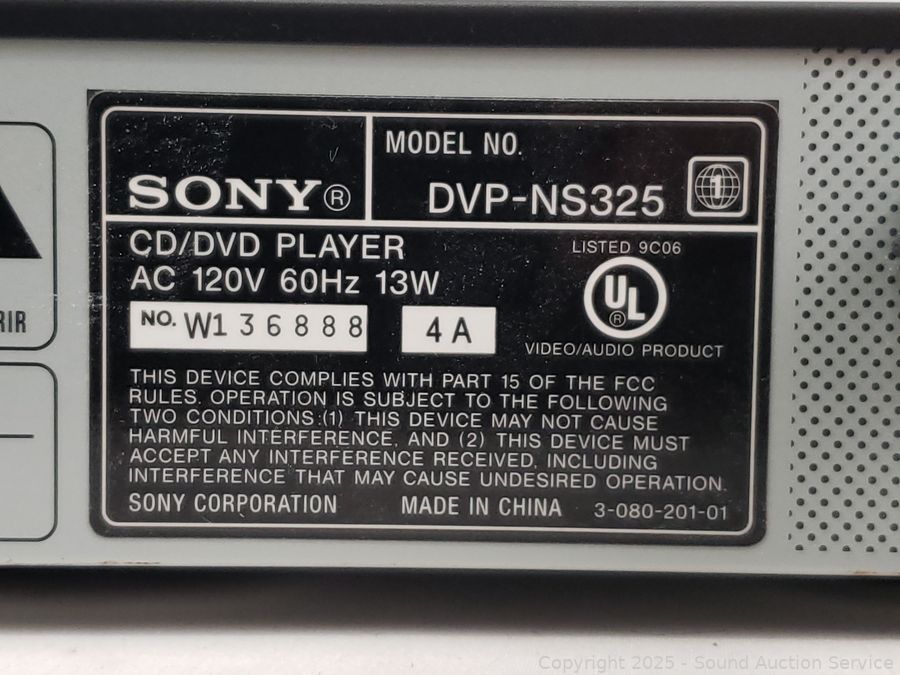 MODEL NO.
SONY®
DVP-NS325
1
CD/DVD PLAYER
LISTED 9C06
AC 120V 60Hz 13W
UL ®
NO. W136888
4A
VIDEO/AUDIO PRODUCT
THIS DEVICE COMPLIES WITH PART 15 OF THE FCC
RULES. OPERATION IS SUBJECT TO THE FOLLOWING
TWO CONDITIONS:(1) THIS DEVICE MAY NOT CAUSE
HARMFUL INTERFERENCE, AND (2) THIS DEVICE MUST
ACCEPT ANY INTERFERENCE RECEIVED, INCLUDING
INTERFERENCE THAT MAY CAUSE UNDESIRED OPERATION.
SONY CORPORATION MADE IN CHINA 3-080-201-01
RIR
Copyright 2025 - Sound Auction Service